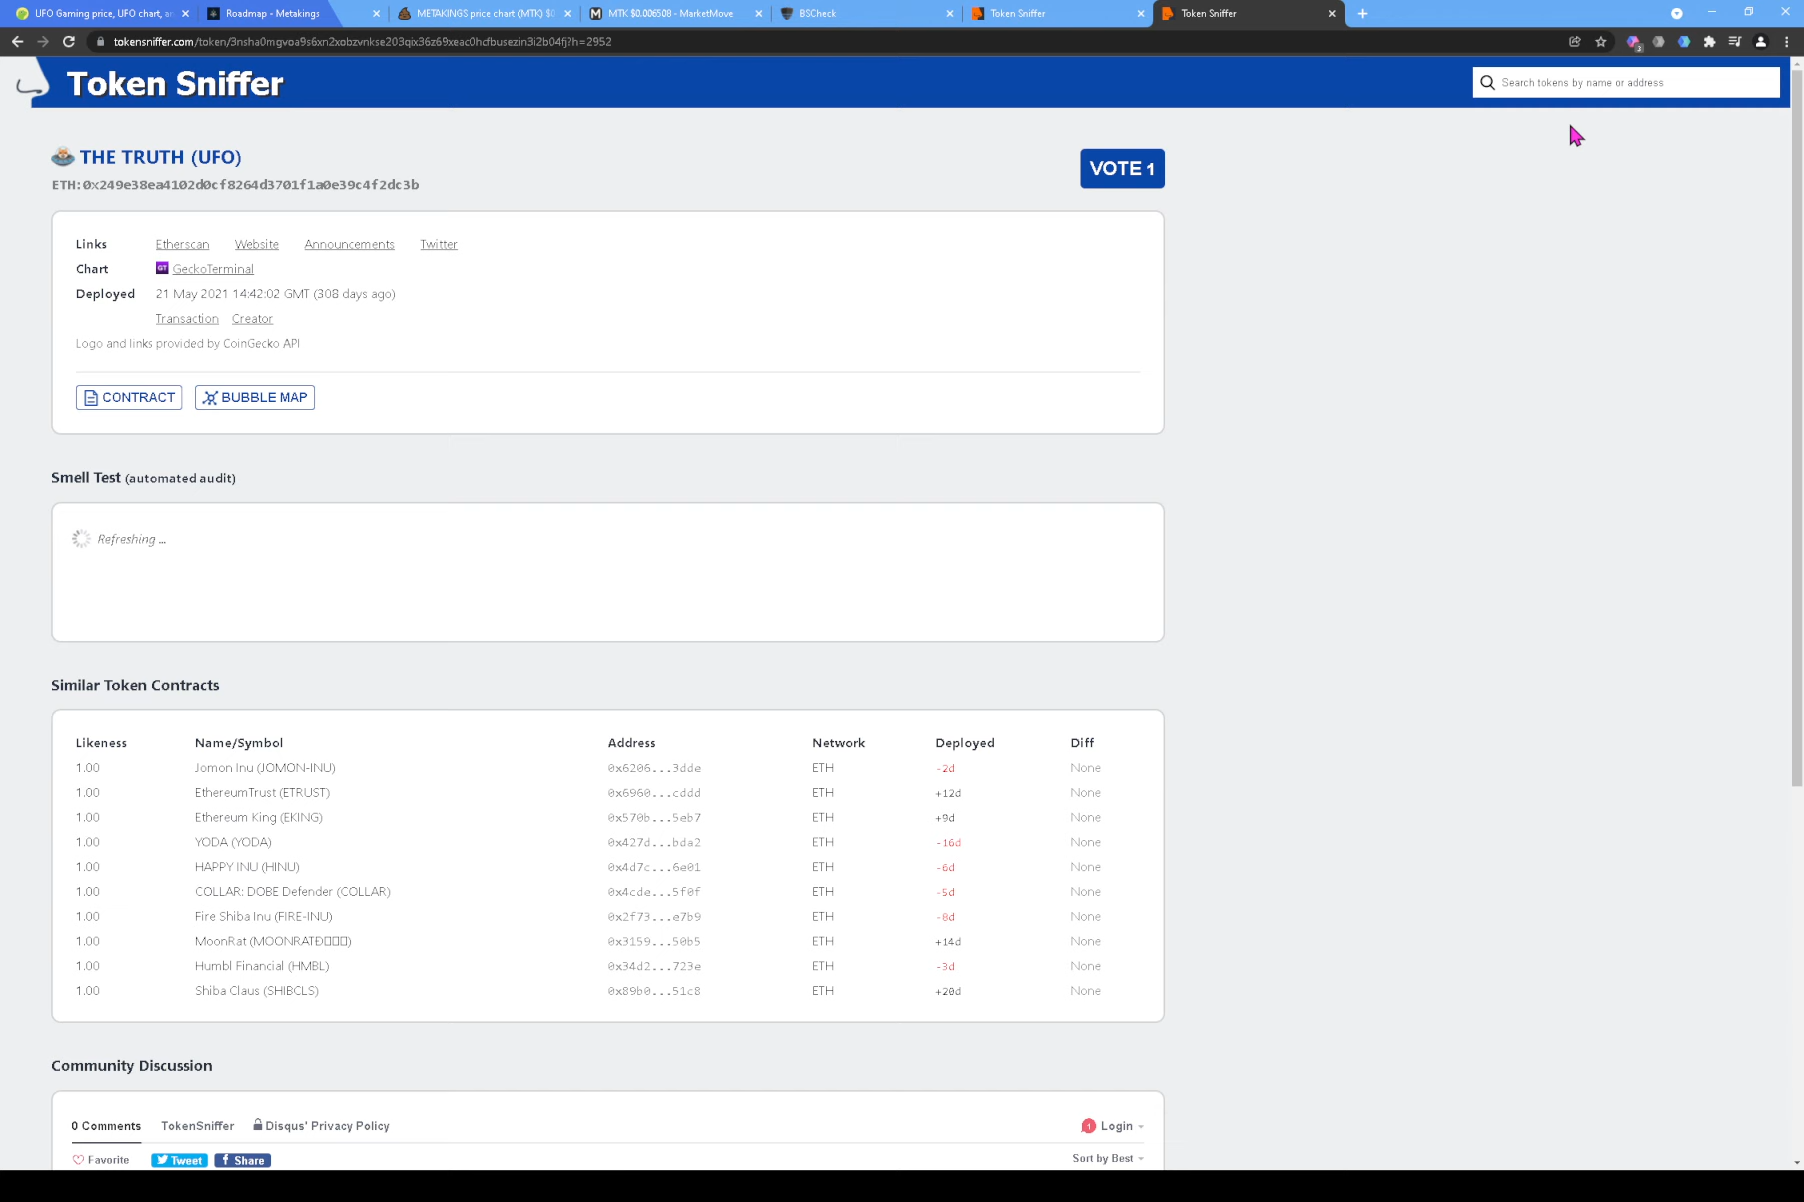 UFO Gaming price, UFO chart, a
Roadmap - Metakings
METAKINGS price chart (MTK) $0
MTK $0.006508 - MarketMove
BSCheck
Token Sniffer
Token Sniffer
Token Sniffer
Search tokens by name or address
THE TRUTH (UFO)
VOTE 1
ETH:0x249e38ea4102d0cf8264d3701f1a0e39c4f2dc3b
Links Etherscan Website Announcements Twitter
Chart GT GeckoTerminal
Deployed 21 May 2021 14:42:02 GMT (308 days ago)
Transaction Creator
Logo and links provided by CoinGecko API
CONTRACT BUBBLE MAP
Smell Test (automated audit)
Refreshing ...
Similar Token Contracts
Likeness Name/Symbol Address Network Deployed Diff
1.00 Jomon Inu (JOMON-INU) 0x6206...3dde ETH -2d None
1.00 EthereumTrust (ETRUST) 0x6960...cddd ETH +12d None
1.00 Ethereum King (EKING) 0x570b...5eb7 ETH +9d None
1.00 YODA (YODA) 0x427d...bda2 ETH -16d None
1.00 HAPPY INU (HINU) 0x4d7c...6e01 ETH -6d None
1.00 COLLAR: DOBE Defender (COLLAR) 0x4cde...5f0f ETH -5d None
1.00 Fire Shiba Inu (FIRE-INU) 0x2f73...e7b9 ETH -8d None
1.00 MoonRat (MOONRATÐ□□□) 0x3159...50b5 ETH +14d None
1.00 Humbl Financial (HMBL) 0x34d2...723e ETH -3d None
1.00 Shiba Claus (SHIBCLS) 0x89b0...51c8 ETH +20d None
Community Discussion
0 Comments TokenSniffer Disqus' Privacy Policy 1 Login
Favorite Tweet f Share Sort by Best